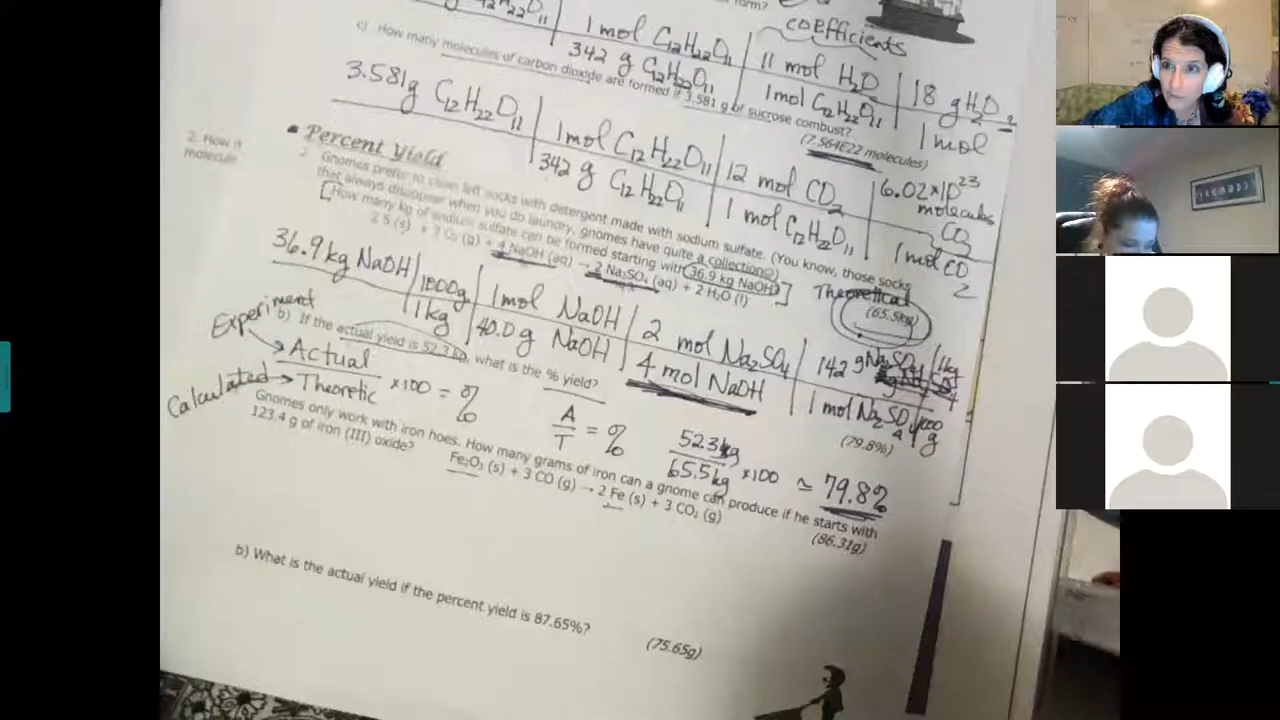 form?
coefficients
C12H22O11 | 1 mol C12H22O11 | 11 mol H2O | 18 g H2O
342 g C12H22O11 | 1 mol C12H22O11 | 1 mol
c) How many molecules of carbon dioxide are formed if 3.581 g of sucrose combust?
(7.564E22 molecules)
3.581g C12H22O11 | 1 mol C12H22O11 | 12 mol CO2 | 6.02×10^23 molecules CO2
342 g C12H22O11 | 1 mol C12H22O11 | 1 mol CO2
2. How
molecule
Percent Yield
Gnomes prefer to clean left socks with detergent made with sodium sulfate. (You know, those socks
that always disappear when you do laundry, gnomes have quite a collection☺)
[How many kg of sodium sulfate can be formed starting with 36.9 kg NaOH?]
2 S (s) + 3 O2 (g) + 4 NaOH (aq) → 2 Na2SO4 (aq) + 2 H2O (l)
Theoretical
(65.5kg)
36.9 kg NaOH | 1000g | 1 mol NaOH | 2 mol Na2SO4 | 142 g Na2SO4 | 1kg
1 kg | 40.0 g NaOH | 4 mol NaOH | 1 mol Na2SO4 | 1000 g
Experiment
b) If the actual yield is 52.3 kg, what is the % yield?
(79.8%)
Actual
Theoretic ×100 = %
Calculated
A
T = %
52.3kg
65.5kg ×100 ≈ 79.8%
Gnomes only work with iron hoes. How many grams of iron can a gnome can produce if he starts with
123.4 g of iron (III) oxide?
Fe2O3 (s) + 3 CO (g) → 2 Fe (s) + 3 CO2 (g)
(86.31g)
b) What is the actual yield if the percent yield is 87.65%?
(75.65g)